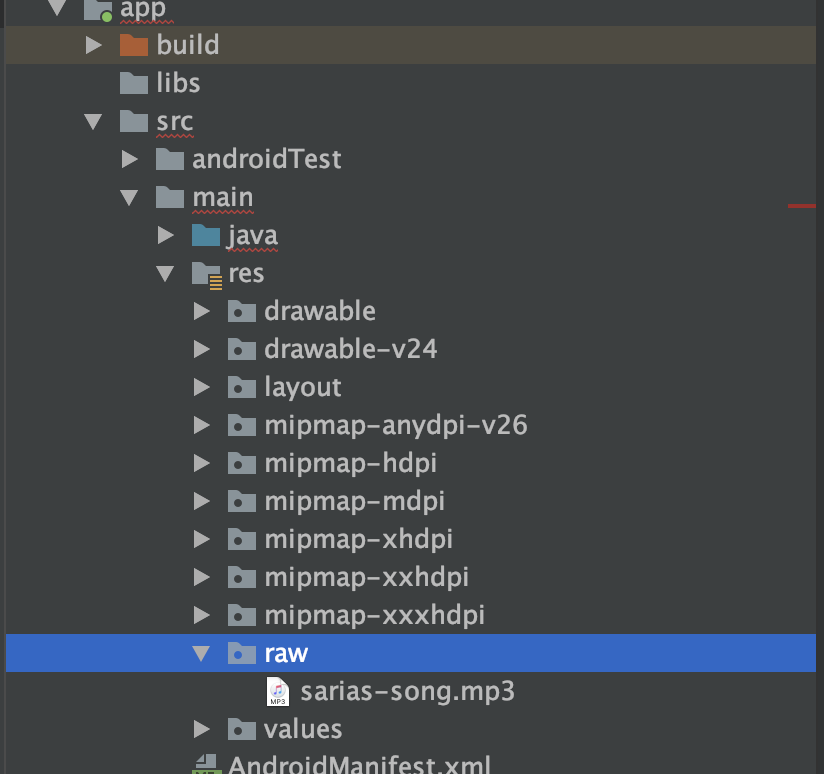 app
build
libs
src
androidTest
main
java
res
drawable
drawable-v24
layout
mipmap-anydpi-v26
mipmap-hdpi
mipmap-mdpi
mipmap-xhdpi
mipmap-xxhdpi
mipmap-xxxhdpi
raw
MP3 sarias-song.mp3
values
AndroidManifest.xml